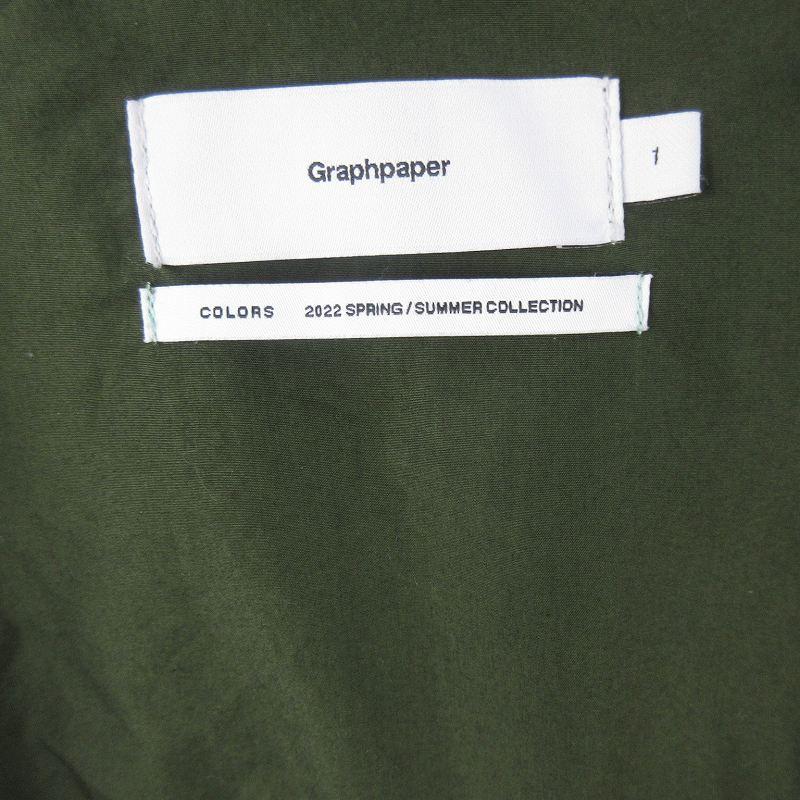 Graphpaper
1
COLORS 2022 SPRING / SUMMER COLLECTION